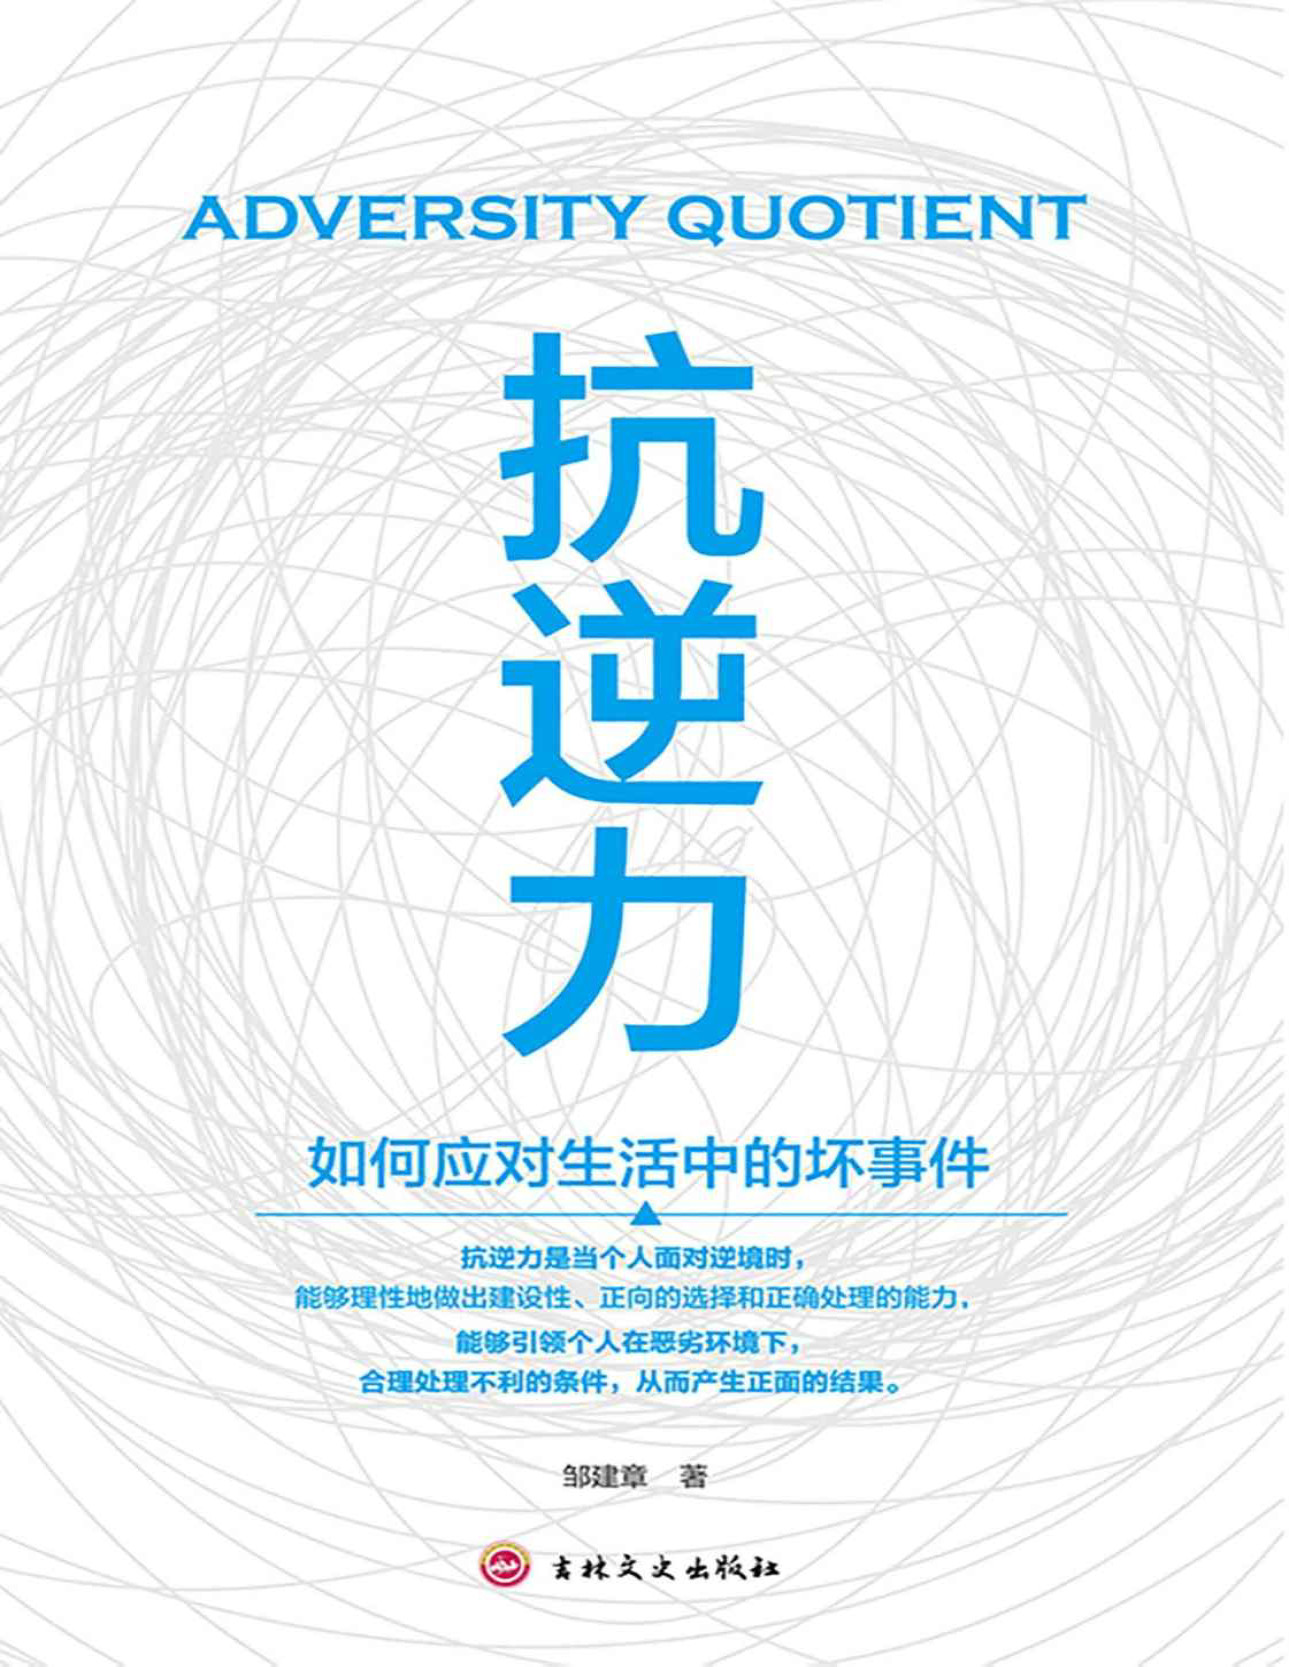 ADVERSITY QUOTIENT
抗
逆
力
如何应对生活中的坏事件
抗逆力是当个人面对逆境时，
能够理性地做出建设性、正向的选择和正确处理的能力，
能够引领个人在恶劣环境下，
合理处理不利的条件，从而产生正面的结果。
邹建章 著
吉林文史出版社